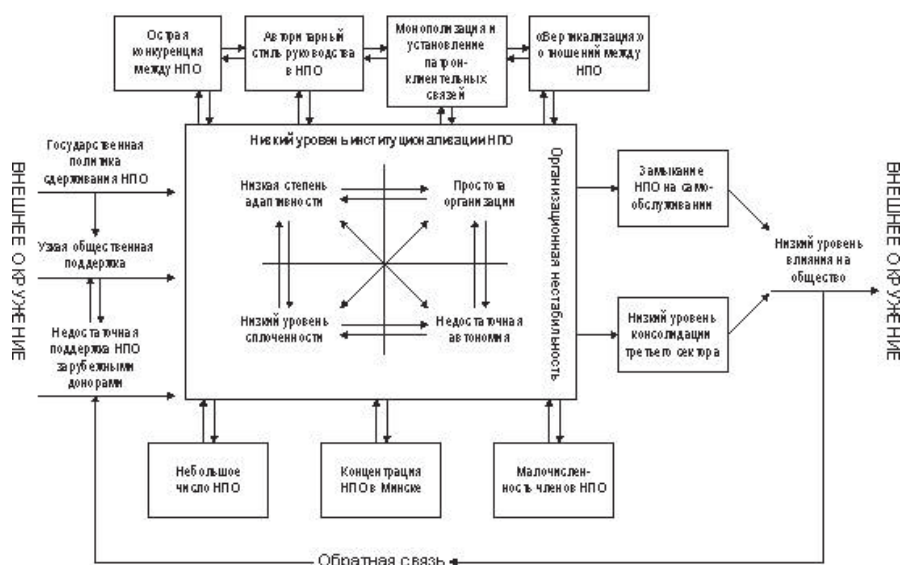 Острая
конкуренция
между НПО
Авторитарный
стиль руководства
в НПО
Монополизация и
установление
патрон-
клиентельных
связей
«Вертикализация»
отношений между
НПО
ВНЕШНЕЕ ОКРУЖЕНИЕ
Государственная
политика
сдерживания НПО
Узкая общественная
поддержка
Недостаточная
поддержка НПО
зарубежными
донорами
Низкий уровень институционализации НПО
Низкая степень
адаптивности
Простота
организации
Низкий уровень
сплоченности
Недостаточная
автономия
Организационная нестабильность
Замыкание
НПО на само-
обслуживании
Низкий уровень
консолидации
третьего сектора
Низкий уровень
влияния на
общество
ВНЕШНЕЕ ОКРУЖЕНИЕ
Небольшое
число НПО
Концентрация
НПО в Минске
Малочислен-
ность членов НПО
Обратная связь